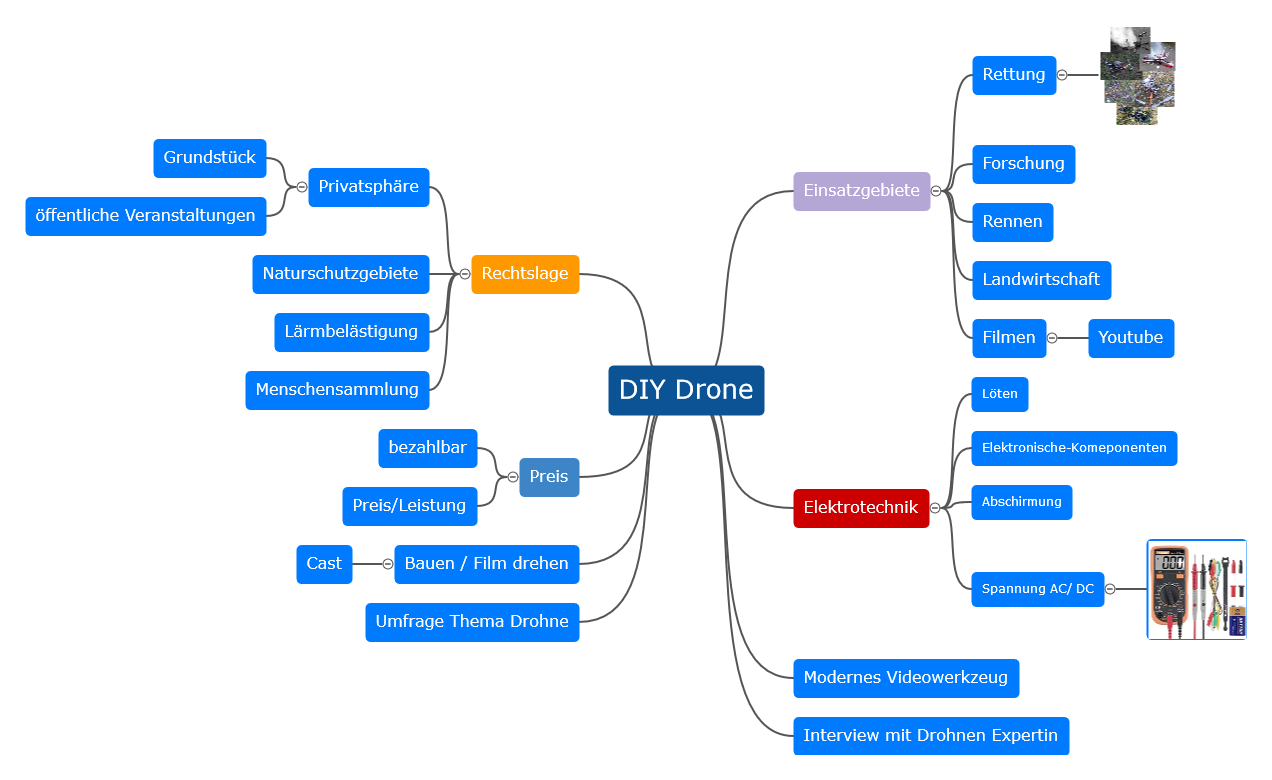 DIY Drone
Einsatzgebiete
Rettung
Forschung
Rennen
Landwirtschaft
Filmen
Youtube
Elektrotechnik
Löten
Elektronische-Komeponenten
Abschirmung
Spannung AC/ DC
Modernes Videowerkzeug
Interview mit Drohnen Expertin
Rechtslage
Privatsphäre
Grundstück
öffentliche Veranstaltungen
Naturschutzgebiete
Lärmbelästigung
Menschensammlung
Preis
bezahlbar
Preis/Leistung
Bauen / Film drehen
Cast
Umfrage Thema Drohne